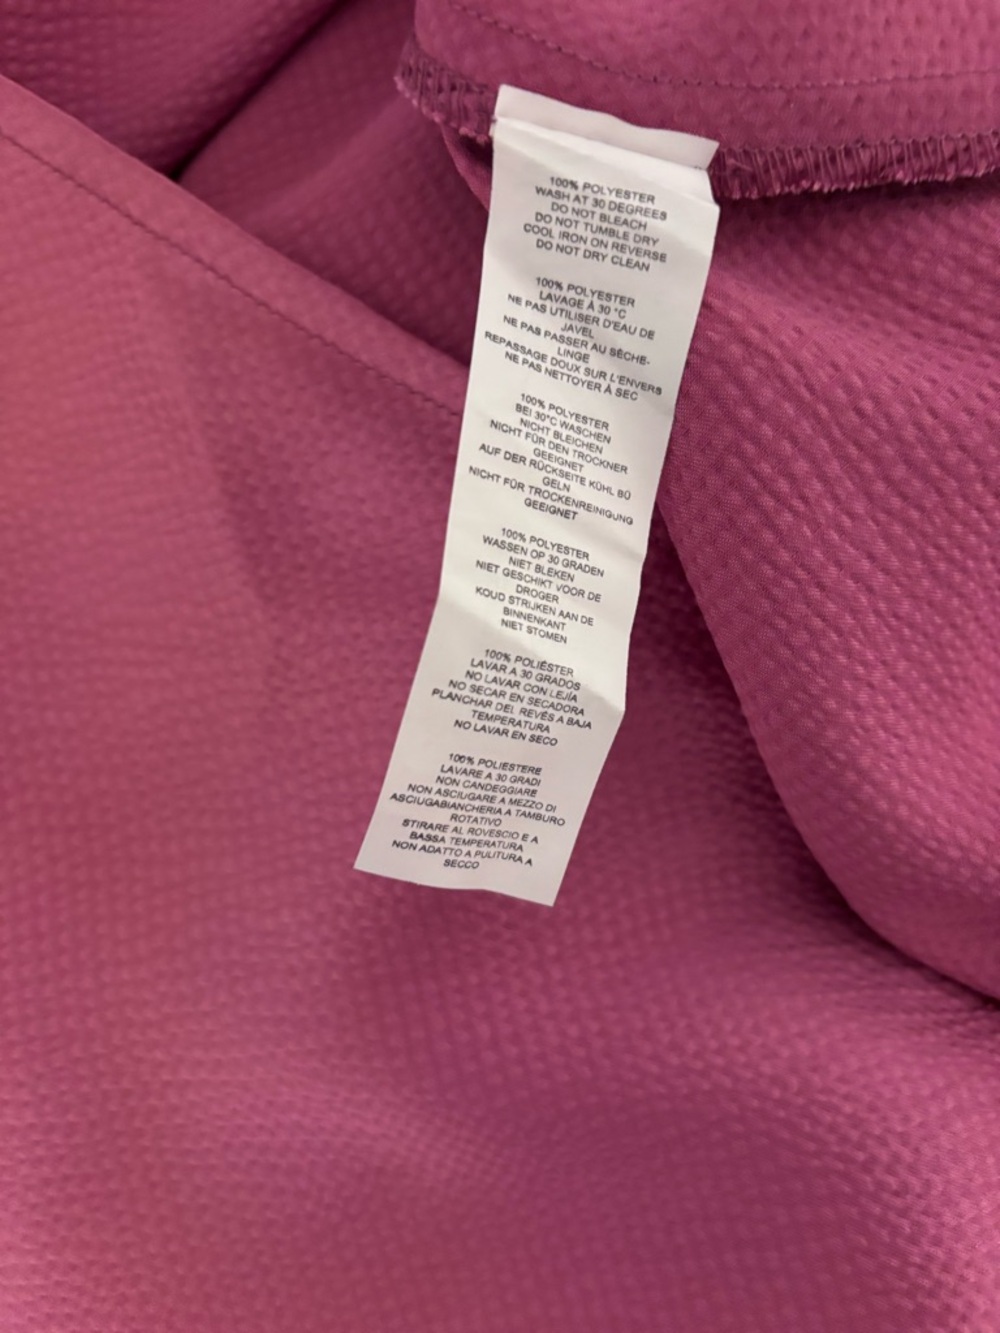 100% POLYESTER
WASH AT 30 DEGREES
DO NOT BLEACH
DO NOT TUMBLE DRY
COOL IRON ON REVERSE
DO NOT DRY CLEAN
100% POLYESTER
LAVAGE À 30 °C
NE PAS UTILISER D'EAU DE
JAVEL
NE PAS PASSER AU SÈCHE-
LINGE
REPASSAGE DOUX SUR L'ENVERS
NE PAS NETTOYER À SEC
100% POLYESTER
BEI 30°C WASCHEN
NICHT BLEICHEN
NICHT FÜR DEN TROCKNER
GEEIGNET
AUF DER RÜCKSEITE KÜHL BÜ
GELN
NICHT FÜR TROCKENREINIGUNG
GEEIGNET
100% POLYESTER
WASSEN OP 30 GRADEN
NIET BLEKEN
NIET GESCHIKT VOOR DE
DROGER
KOUD STRIJKEN AAN DE
BINNENKANT
NIET STOMEN
100% POLIÉSTER
LAVAR A 30 GRADOS
NO LAVAR CON LEJÍA
NO SECAR EN SECADORA
PLANCHAR DEL REVÉS A BAJA
TEMPERATURA
NO LAVAR EN SECO
100% POLIESTERE
LAVARE A 30 GRADI
NON CANDEGGIARE
NON ASCIUGARE A MEZZO DI
ASCIUGABIANCHERIA A TAMBURO
ROTATIVO
STIRARE AL ROVESCIO E A
BASSA TEMPERATURA
NON ADATTO A PULITURA A
SECCO